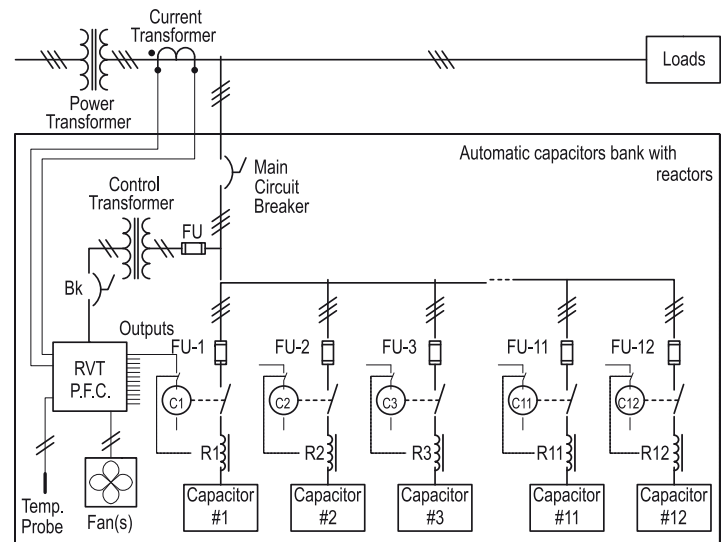 Current
Transformer
Loads
Power
Transformer
Automatic capacitors bank with
reactors
Main
Circuit
Breaker
Control
Transformer
FU
Bk
Outputs
FU-1
FU-2
FU-3
FU-11
FU-12
RVT
P.F.C.
C1
C2
C3
C11
C12
R1
R2
R3
R11
R12
Temp.
Probe
Fan(s)
Capacitor
#1
Capacitor
#2
Capacitor
#3
Capacitor
#11
Capacitor
#12